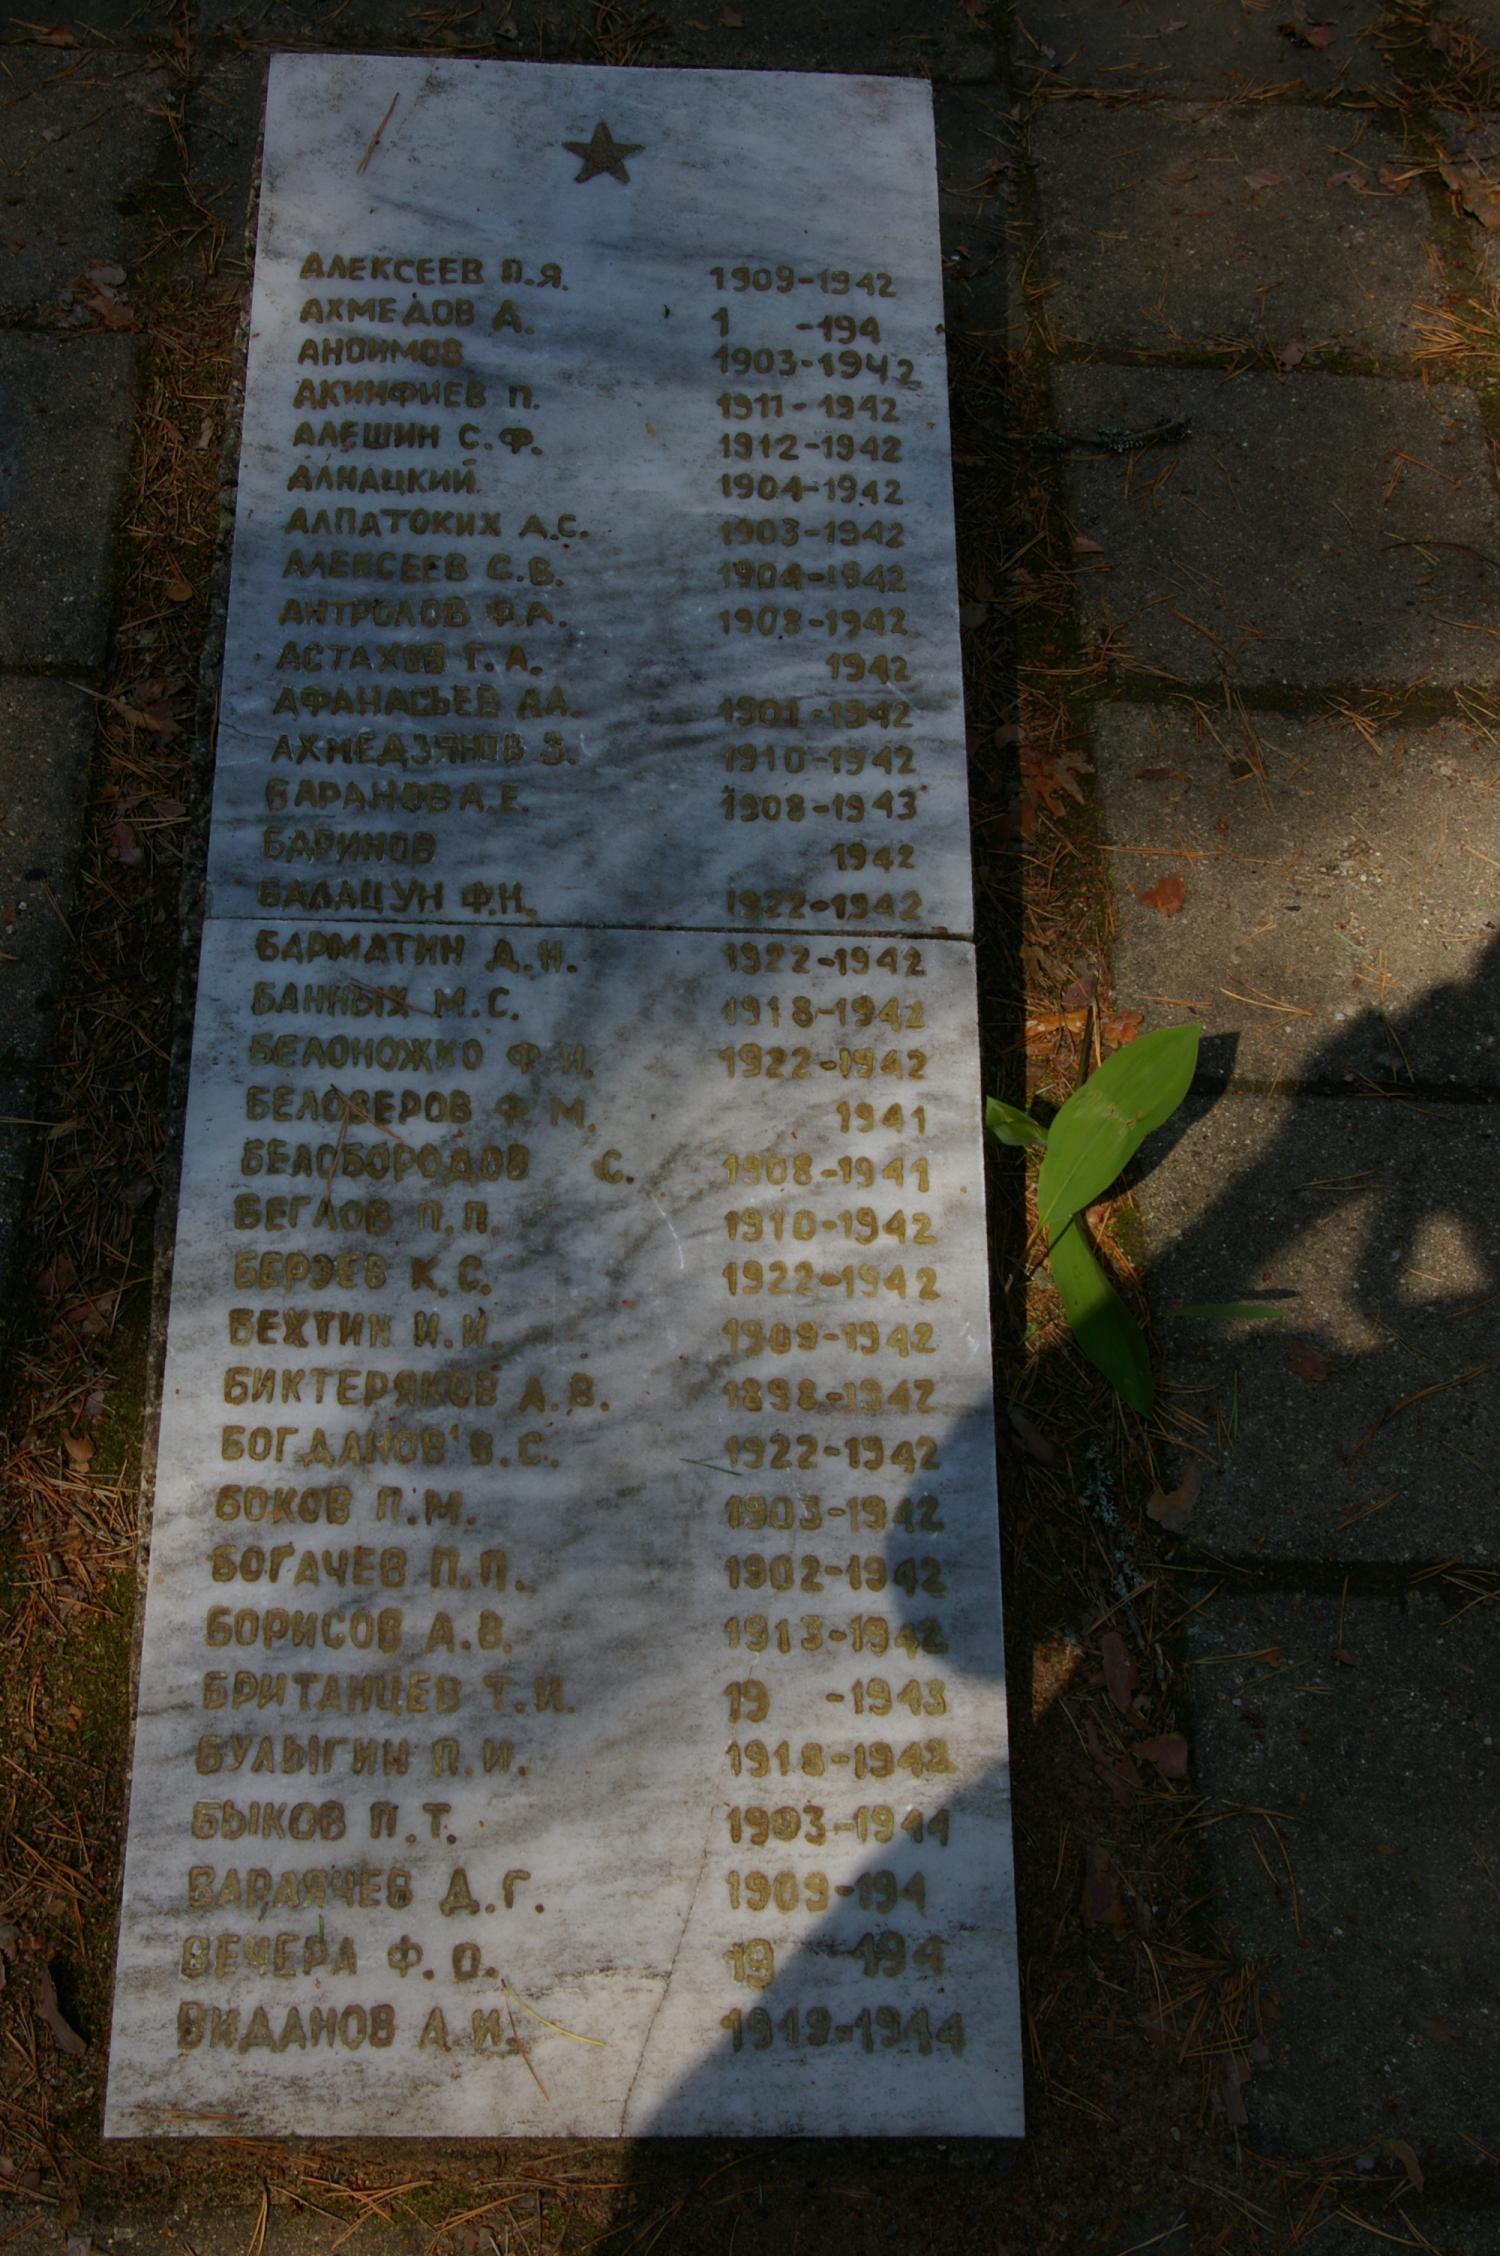 АЛЕКСЕЕВ П.Я. 1909-1942
АХМЕДОВ А. 1 -194
АНОИМОВ 1903-1942
АКИНФИЕВ П. 1911-1942
АЛЕШИН С.Ф. 1912-1942
АЛНАЦКИЙ 1904-1942
АЛПАТОКИХ А.С. 1903-1942
АЛЕКСЕЕВ С.В. 1904-1942
АНТРОЛОВ Ф.А. 1908-1942
АСТАХОВ Г.А. 1942
АФАНАСЬЕВ А.А. 1901-1942
АХМЕДЗЯНОВ З. 1910-1942
БАРАНОВ А.Е. 1908-1943
БАРИНОВ 1942
БАЛАЦУН Ф.Н. 1922-1942
БАРМАТИН Д.Н. 1922-1942
БАННЫХ М.С. 1918-1942
БЕЛОНОЖКО Ф.И. 1922-1942
БЕЛОЗЕРОВ Ф.М. 1941
БЕЛОБОРОДОВ С. 1908-1941
БЕГЛОВ П.П. 1910-1942
БЕРЗЕВ К.С. 1922-1942
БЕХТИН И.И. 1909-1942
БИКТЕРЯКОВ А.В. 1898-1942
БОГДАНОВ В.С. 1922-1942
БОКОВ П.М. 1903-1942
БОГАЧЕВ П.П. 1902-1942
БОРИСОВ А.В. 1913-1942
БРИТАНЦЕВ Т.И. 19 -1943
БУЛЫГИН П.И. 1918-1942
БЫКОВ П.Т. 1903-1944
Д.Г. 1909-194
ВЕЧЕРА Ф.О. 19 -194
ВИДАНОВ А.И. 1919-1944